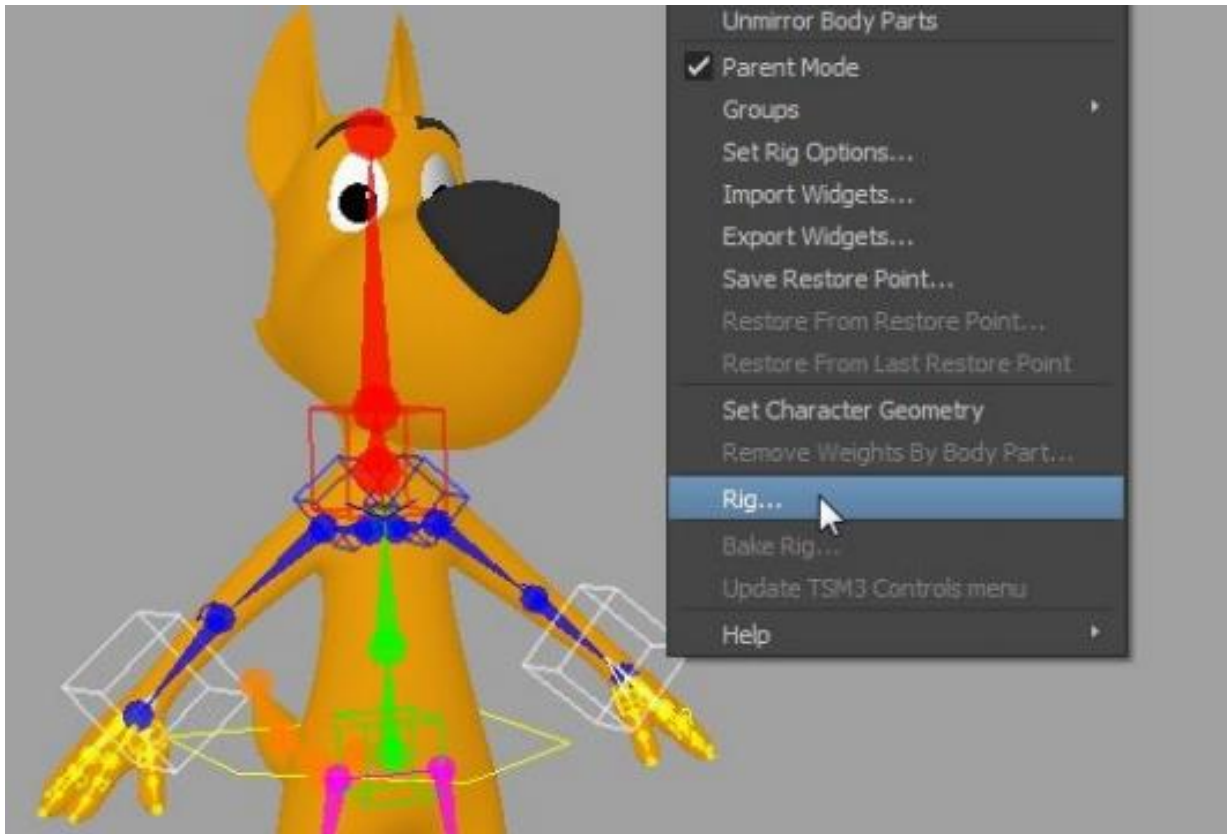 Unmirror Body Parts
Parent Mode
Groups
Set Rig Options...
Import Widgets...
Export Widgets...
Save Restore Point...
Restore From Restore Point...
Restore From Last Restore Point
Set Character Geometry
Remove Weights By Body Part...
Rig...
Bake Rig...
Update TSM3 Controls menu
Help